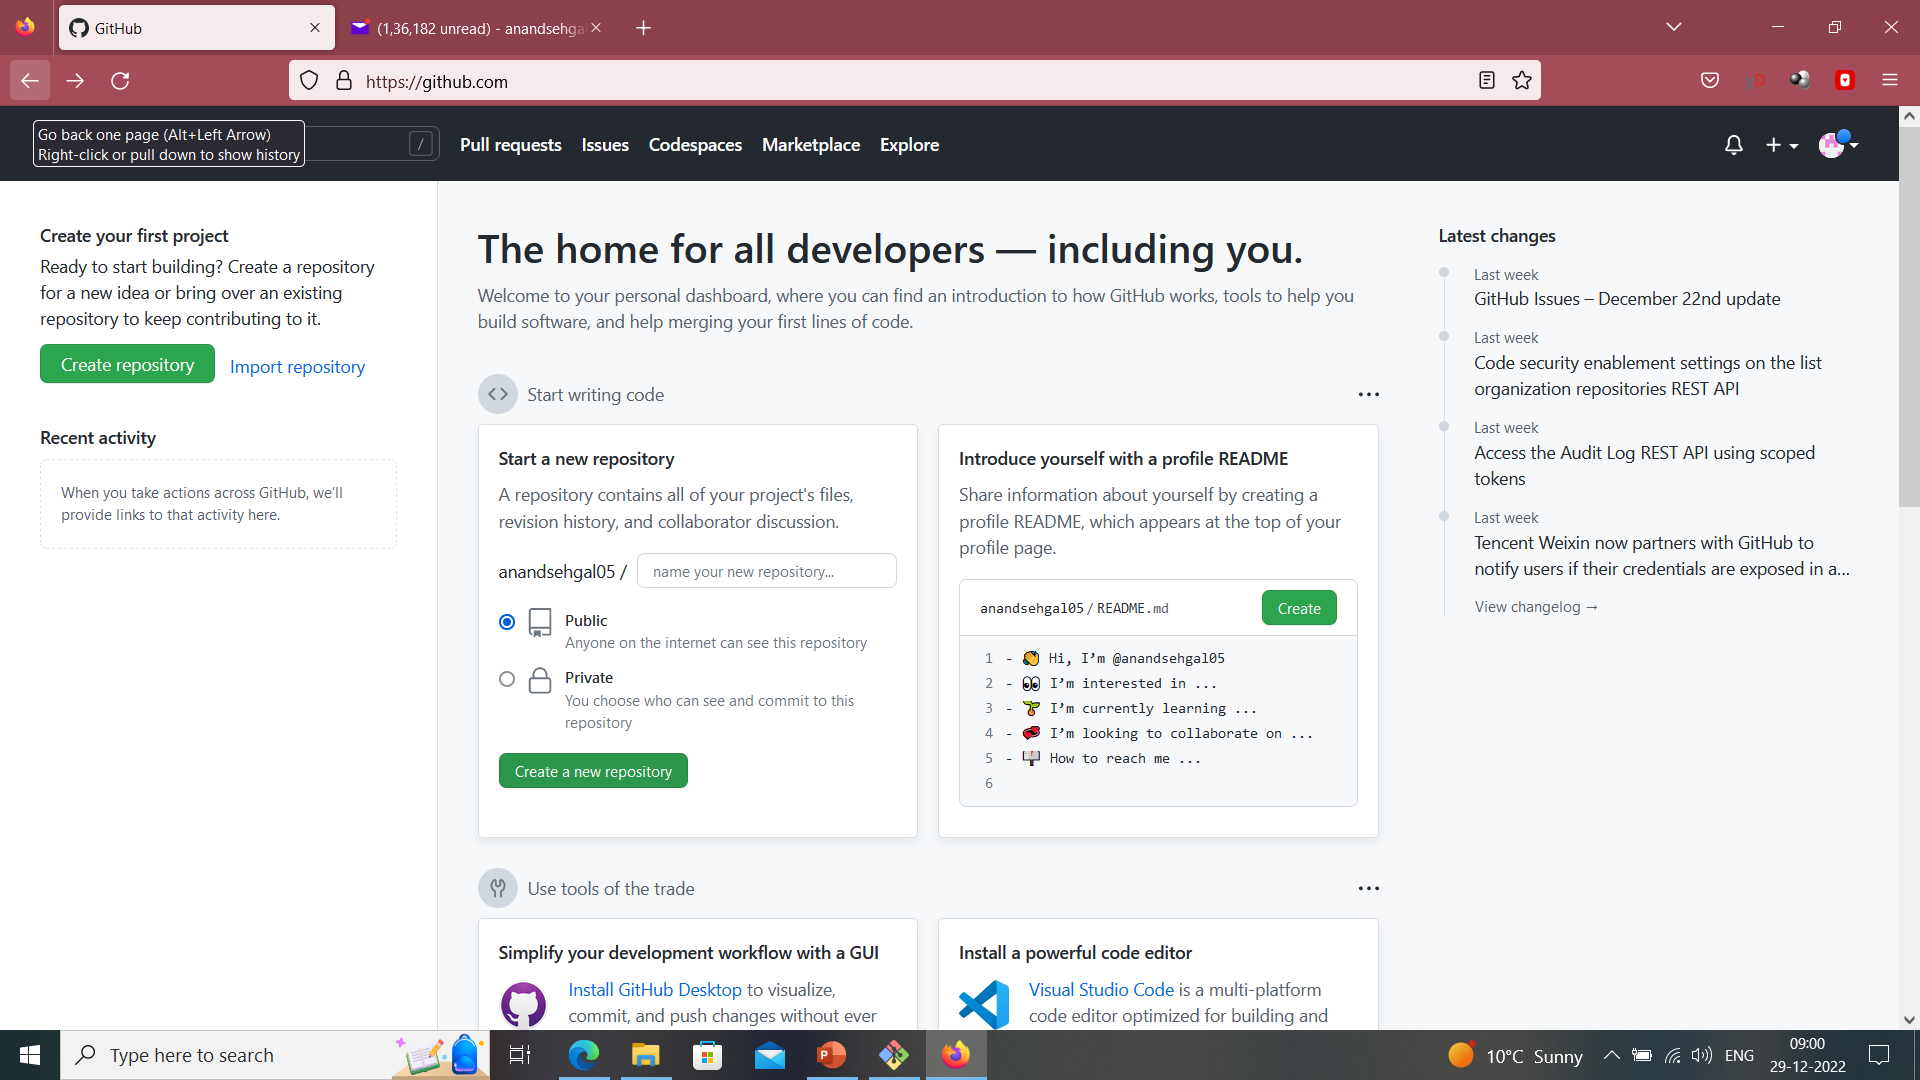 GitHub
(1,36,182 unread) - anandsehga
https://github.com
Go back one page (Alt+Left Arrow)
Right-click or pull down to show history
/
Pull requests Issues Codespaces Marketplace Explore
Create your first project
Ready to start building? Create a repository
for a new idea or bring over an existing
repository to keep contributing to it.
Create repository Import repository
Recent activity
When you take actions across GitHub, we'll
provide links to that activity here.
The home for all developers — including you.
Welcome to your personal dashboard, where you can find an introduction to how GitHub works, tools to help you
build software, and help merging your first lines of code.
Start writing code
Start a new repository
A repository contains all of your project's files,
revision history, and collaborator discussion.
anandsehgal05 / name your new repository...
Public
Anyone on the internet can see this repository
Private
You choose who can see and commit to this
repository
Create a new repository
Introduce yourself with a profile README
Share information about yourself by creating a
profile README, which appears at the top of your
profile page.
anandsehgal05 / README.md Create
1 - 👋 Hi, I’m @anandsehgal05
2 - 👀 I’m interested in ...
3 - 🌱 I’m currently learning ...
4 - 💞️ I’m looking to collaborate on ...
5 - 📫 How to reach me ...
6
Use tools of the trade
Simplify your development workflow with a GUI
Install GitHub Desktop to visualize,
commit, and push changes without ever
Install a powerful code editor
Visual Studio Code is a multi-platform
code editor optimized for building and
Latest changes
Last week
GitHub Issues – December 22nd update
Last week
Code security enablement settings on the list
organization repositories REST API
Last week
Access the Audit Log REST API using scoped
tokens
Last week
Tencent Weixin now partners with GitHub to
notify users if their credentials are exposed in a...
View changelog →
Type here to search
10°C Sunny
ENG
09:00
29-12-2022